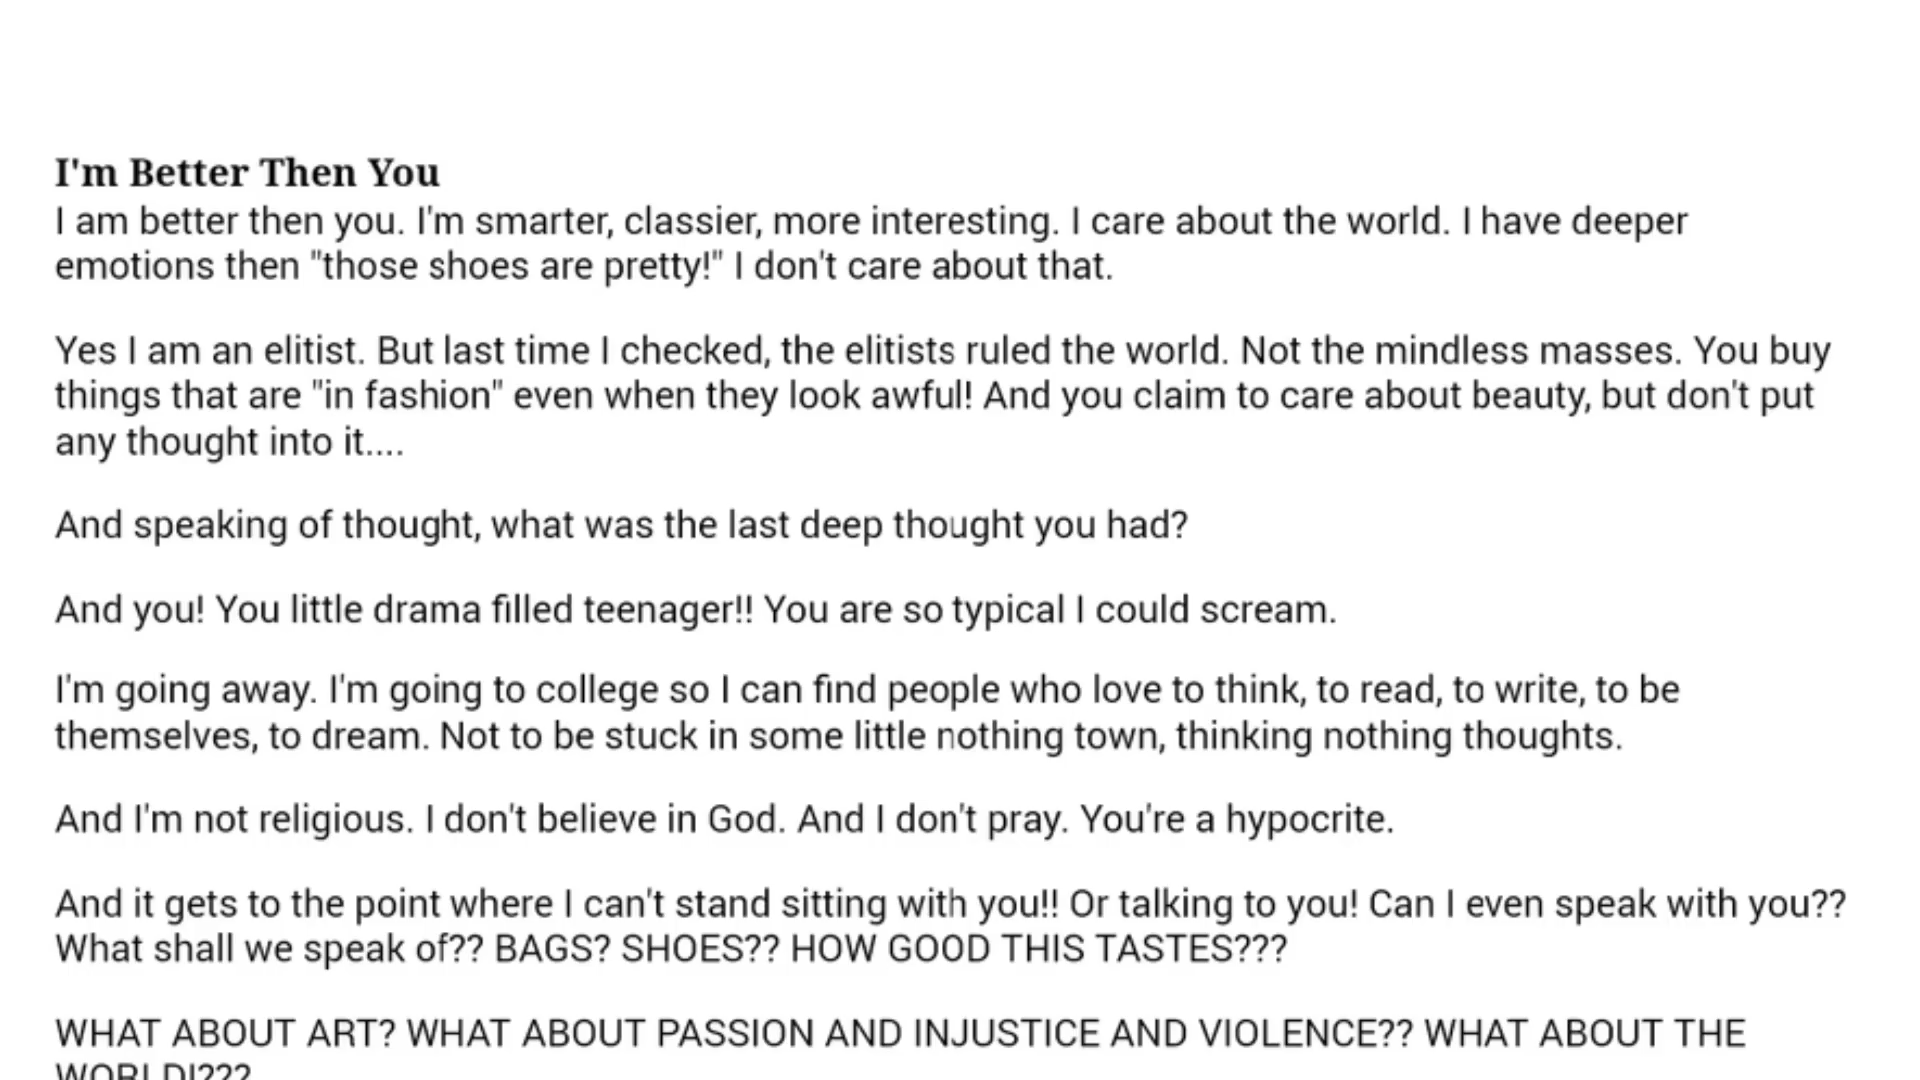 I'm Better Then You
I am better then you. I'm smarter, classier, more interesting. I care about the world. I have deeper
emotions then "those shoes are pretty!" I don't care about that.
Yes I am an elitist. But last time I checked, the elitists ruled the world. Not the mindless masses. You buy
things that are "in fashion" even when they look awful! And you claim to care about beauty, but don't put
any thought into it....
And speaking of thought, what was the last deep thought you had?
And you! You little drama filled teenager!! You are so typical I could scream.
I'm going away. I'm going to college so I can find people who love to think, to read, to write, to be
themselves, to dream. Not to be stuck in some little nothing town, thinking nothing thoughts.
And I'm not religious. I don't believe in God. And I don't pray. You're a hypocrite.
And it gets to the point where I can't stand sitting with you!! Or talking to you! Can I even speak with you??
What shall we speak of?? BAGS? SHOES?? HOW GOOD THIS TASTES???
WHAT ABOUT ART? WHAT ABOUT PASSION AND INJUSTICE AND VIOLENCE?? WHAT ABOUT THE